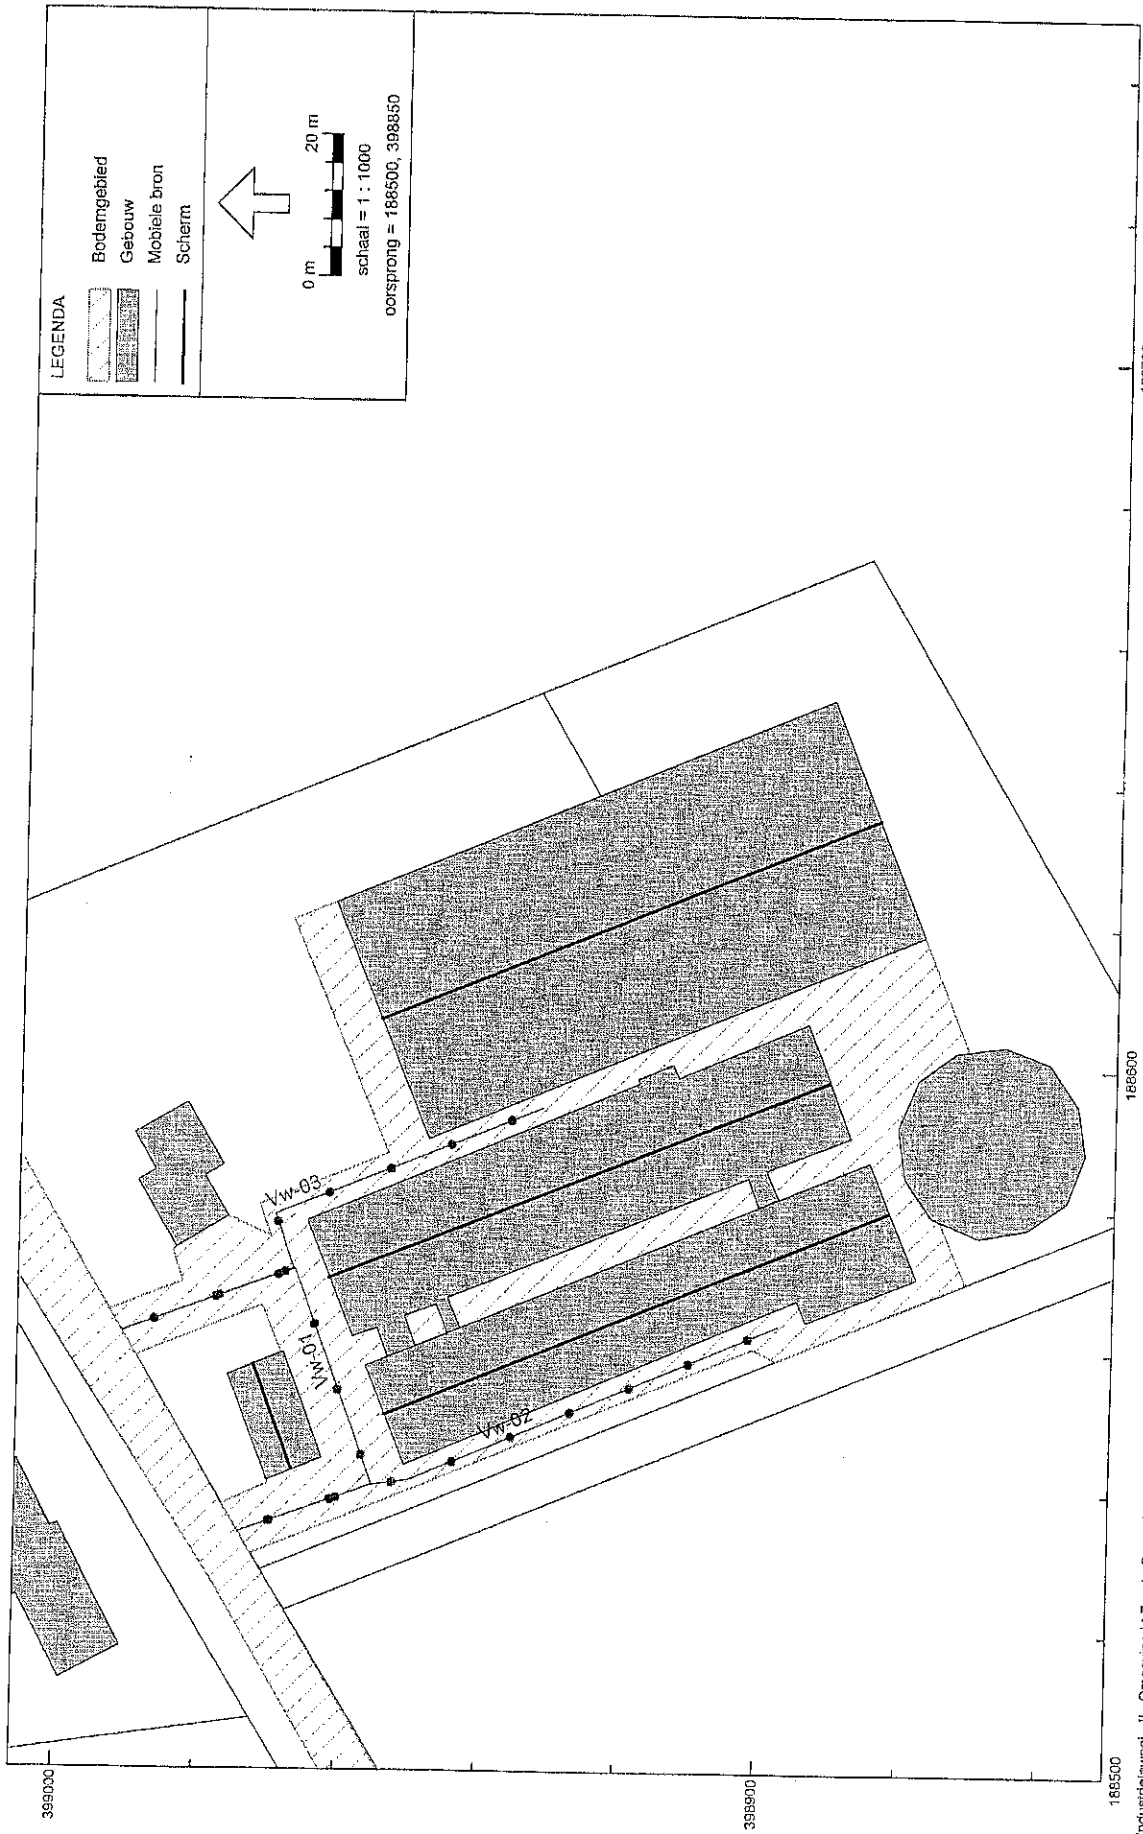 LEGENDA
Bodemgebied
Gebouw
Mobiele bron
Scherm
0 m
20 m
schaal = 1 : 1000
oorsprong = 188500, 398850
399000
398900
188500
188600
Vw-01
Vw-02
Vw-03